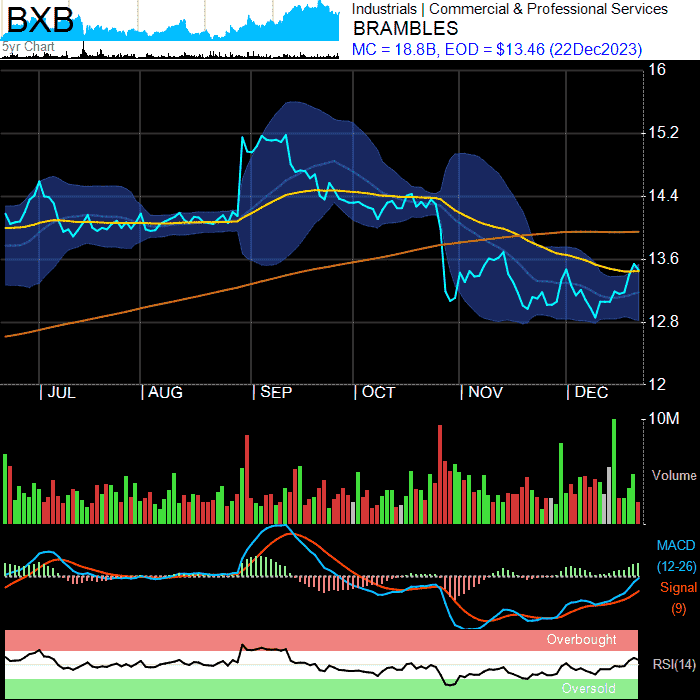 BXB
5yr Chart
Industrials | Commercial & Professional Services
BRAMBLES
MC = 18.8B, EOD = $13.46 (22Dec2023)
16
15.2
14.4
13.6
12.8
12
JUL
AUG
SEP
OCT
NOV
DEC
10M
Volume
MACD
(12-26)
Signal
(9)
Overbought
RSI(14)
Oversold